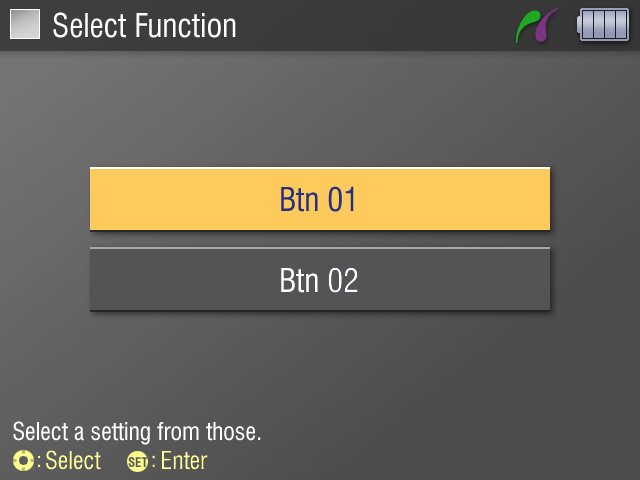 Select Function
Btn 01
Btn 02
Select a setting from those.
: Select SET : Enter